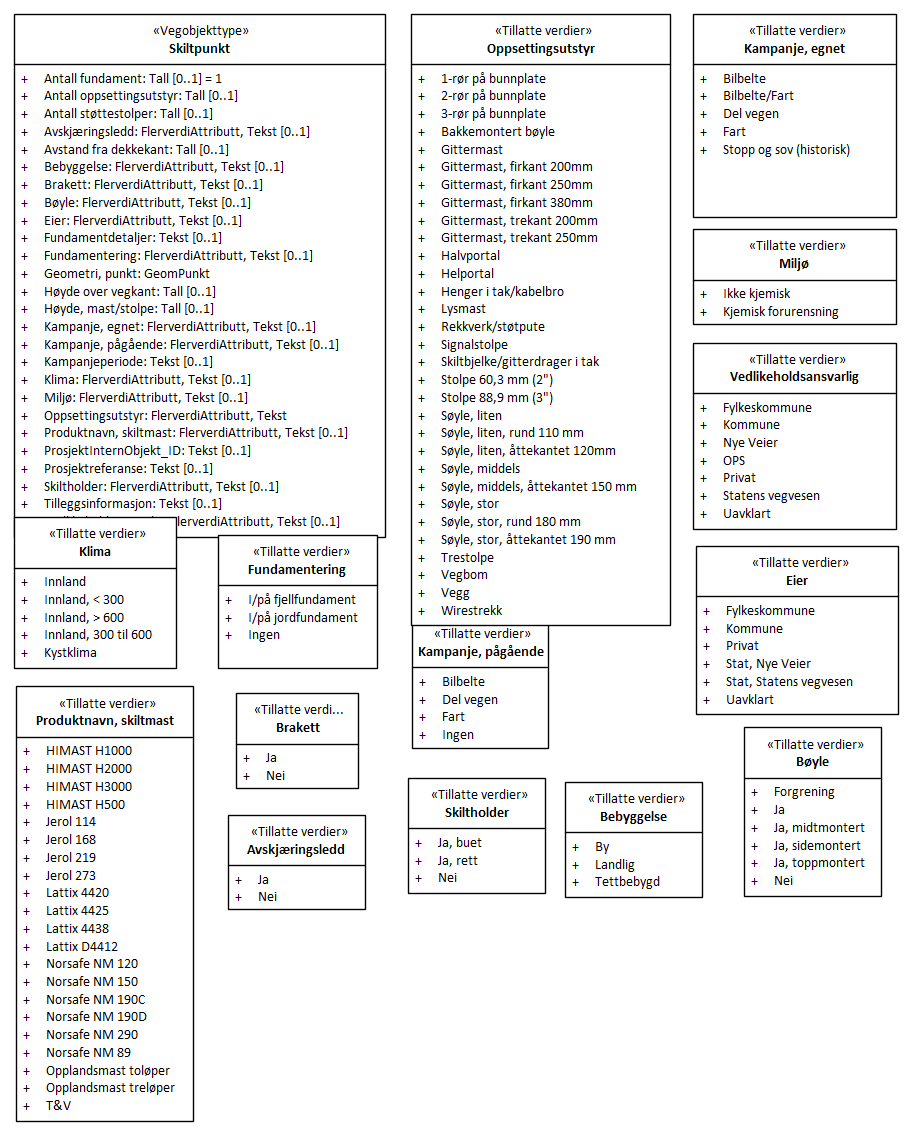 «Vegobjekttype»
Skiltpunkt
+ Antall fundament: Tall [0..1] = 1
+ Antall oppsettingsutstyr: Tall [0..1]
+ Antall støttestolper: Tall [0..1]
+ Avskjæringsledd: FlerverdiAttributt, Tekst [0..1]
+ Avstand fra dekkekant: Tall [0..1]
+ Bebyggelse: FlerverdiAttributt, Tekst [0..1]
+ Brakett: FlerverdiAttributt, Tekst [0..1]
+ Bøyle: FlerverdiAttributt, Tekst [0..1]
+ Eier: FlerverdiAttributt, Tekst [0..1]
+ Fundamentdetaljer: Tekst [0..1]
+ Fundamentering: FlerverdiAttributt, Tekst [0..1]
+ Geometri, punkt: GeomPunkt
+ Høyde over vegkant: Tall [0..1]
+ Høyde, mast/stolpe: Tall [0..1]
+ Kampanje, egnet: FlerverdiAttributt, Tekst [0..1]
+ Kampanje, pågående: FlerverdiAttributt, Tekst [0..1]
+ Kampanjeperiode: Tekst [0..1]
+ Klima: FlerverdiAttributt, Tekst [0..1]
+ Miljø: FlerverdiAttributt, Tekst [0..1]
+ Oppsettingsutstyr: FlerverdiAttributt, Tekst
+ Produktnavn, skiltmast: FlerverdiAttributt, Tekst [0..1]
+ ProsjektInternObjekt_ID: Tekst [0..1]
+ Prosjektreferanse: Tekst [0..1]
+ Skiltholder: FlerverdiAttributt, Tekst [0..1]
+ Tilleggsinformasjon: Tekst [0..1]
lerverdiAttributt, Tekst [0..1]
«Tillatte verdier»
Klima
+ Innland
+ Innland, < 300
+ Innland, > 600
+ Innland, 300 til 600
+ Kystklima
«Tillatte verdier»
Fundamentering
+ I/på fjellfundament
+ I/på jordfundament
+ Ingen
«Tillatte verdier»
Produktnavn, skiltmast
+ HIMAST H1000
+ HIMAST H2000
+ HIMAST H3000
+ HIMAST H500
+ Jerol 114
+ Jerol 168
+ Jerol 219
+ Jerol 273
+ Lattix 4420
+ Lattix 4425
+ Lattix 4438
+ Lattix D4412
+ Norsafe NM 120
+ Norsafe NM 150
+ Norsafe NM 190C
+ Norsafe NM 190D
+ Norsafe NM 290
+ Norsafe NM 89
+ Opplandsmast toløper
+ Opplandsmast treløper
+ T&V
«Tillatte verdi...
Brakett
+ Ja
+ Nei
«Tillatte verdier»
Avskjæringsledd
+ Ja
+ Nei
«Tillatte verdier»
Oppsettingsutstyr
+ 1-rør på bunnplate
+ 2-rør på bunnplate
+ 3-rør på bunnplate
+ Bakkemontert bøyle
+ Gittermast
+ Gittermast, firkant 200mm
+ Gittermast, firkant 250mm
+ Gittermast, firkant 380mm
+ Gittermast, trekant 200mm
+ Gittermast, trekant 250mm
+ Halvportal
+ Helportal
+ Henger i tak/kabelbro
+ Lysmast
+ Rekkverk/støtpute
+ Signalstolpe
+ Skiltbjelke/gitterdrager i tak
+ Stolpe 60,3 mm (2")
+ Stolpe 88,9 mm (3")
+ Søyle, liten
+ Søyle, liten, rund 110 mm
+ Søyle, liten, åttekantet 120mm
+ Søyle, middels
+ Søyle, middels, åttekantet 150 mm
+ Søyle, stor
+ Søyle, stor, rund 180 mm
+ Søyle, stor, åttekantet 190 mm
+ Trestolpe
+ Vegbom
+ Vegg
+ Wirestrekk
«Tillatte verdier»
Kampanje, pågående
+ Bilbelte
+ Del vegen
+ Fart
+ Ingen
«Tillatte verdier»
Skiltholder
+ Ja, buet
+ Ja, rett
+ Nei
«Tillatte verdier»
Bebyggelse
+ By
+ Landlig
+ Tettbebygd
«Tillatte verdier»
Kampanje, egnet
+ Bilbelte
+ Bilbelte/Fart
+ Del vegen
+ Fart
+ Stopp og sov (historisk)
«Tillatte verdier»
Miljø
+ Ikke kjemisk
+ Kjemisk forurensning
«Tillatte verdier»
Vedlikeholdsansvarlig
+ Fylkeskommune
+ Kommune
+ Nye Veier
+ OPS
+ Privat
+ Statens vegvesen
+ Uavklart
«Tillatte verdier»
Eier
+ Fylkeskommune
+ Kommune
+ Privat
+ Stat, Nye Veier
+ Stat, Statens vegvesen
+ Uavklart
«Tillatte verdier»
Bøyle
+ Forgrening
+ Ja
+ Ja, midtmontert
+ Ja, sidemontert
+ Ja, toppmontert
+ Nei